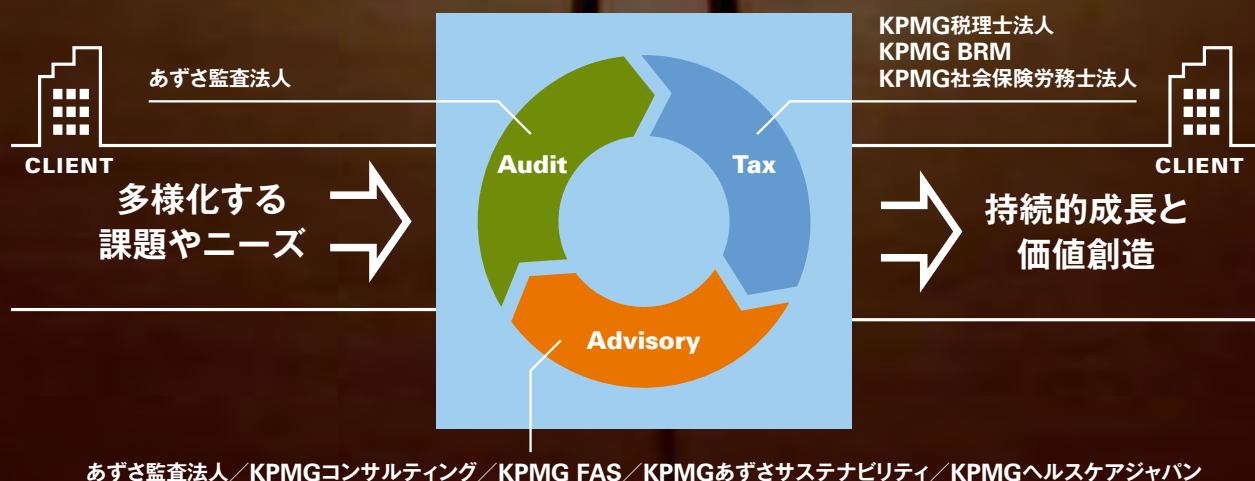 KPMG税理士法人
KPMG BRM
KPMG社会保険労務士法人
あずさ監査法人
CLIENT
多様化する
課題やニーズ
Audit
Tax
Advisory
CLIENT
持続的成長と
価値創造
あずさ監査法人／KPMGコンサルティング／KPMG FAS／KPMGあずさサステナビリティ／KPMGヘルスケアジャパン